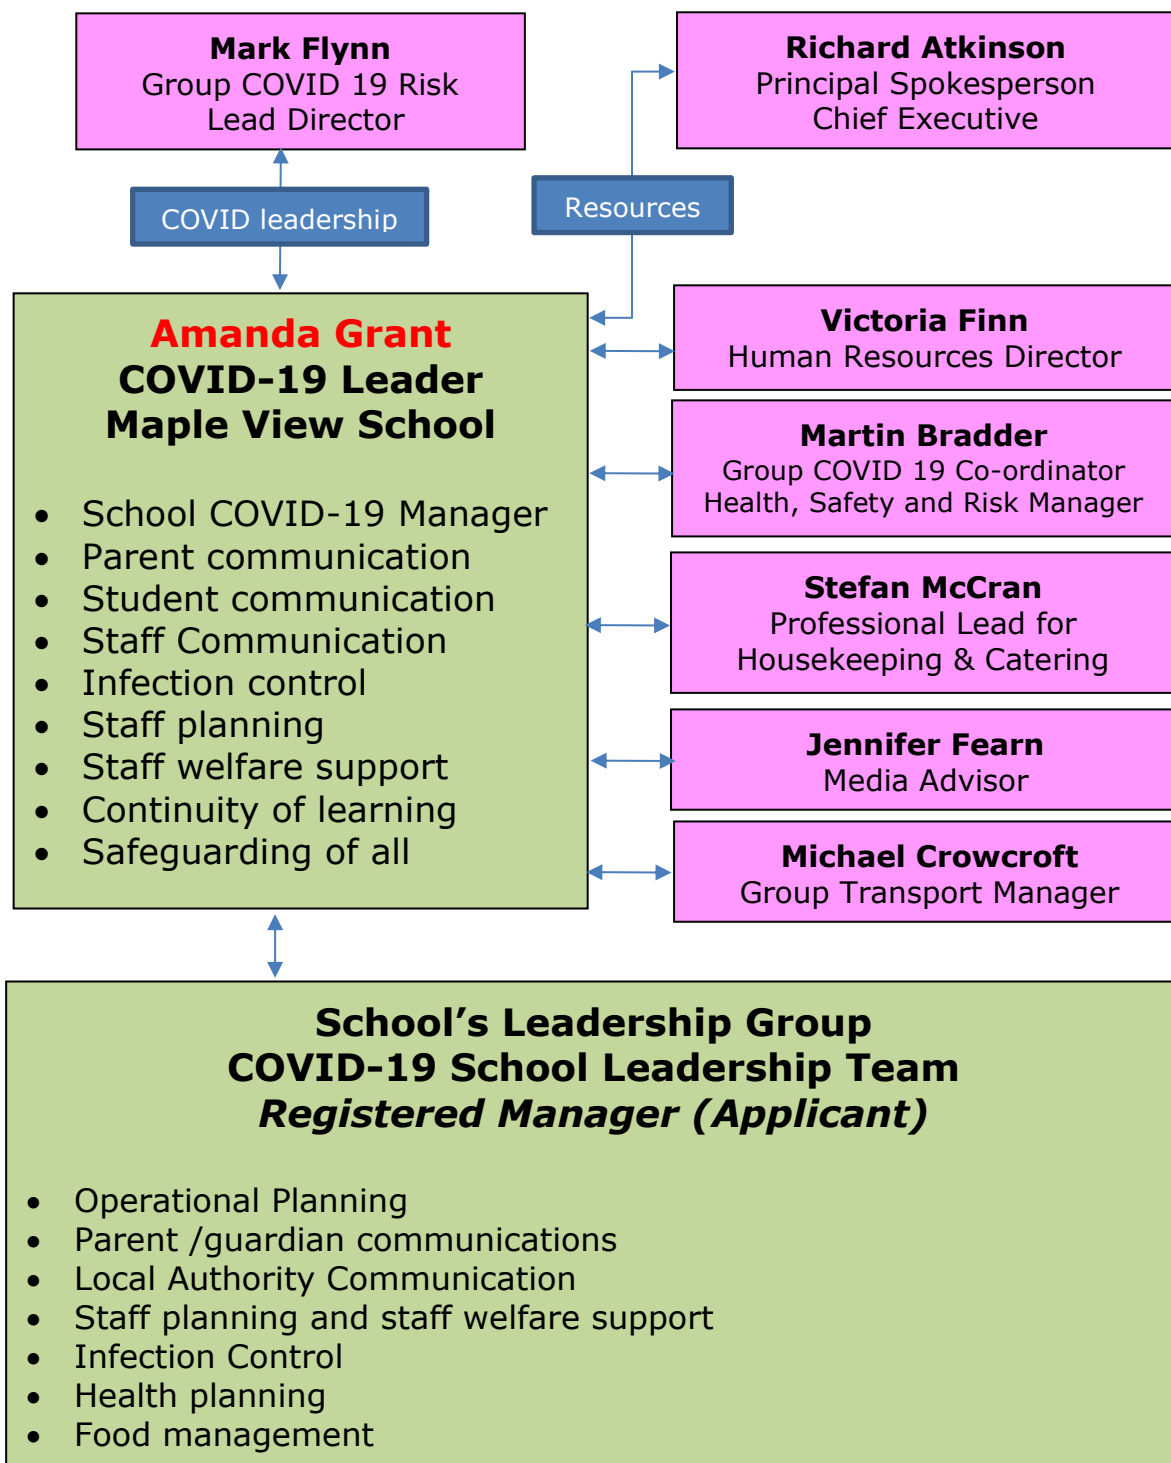 Mark Flynn
Group COVID 19 Risk
Lead Director
Richard Atkinson
Principal Spokesperson
Chief Executive
COVID leadership
Resources
Amanda Grant
COVID-19 Leader
Maple View School
• School COVID-19 Manager
• Parent communication
• Student communication
• Staff Communication
• Infection control
• Staff planning
• Staff welfare support
• Continuity of learning
• Safeguarding of all
Victoria Finn
Human Resources Director
Martin Bradder
Group COVID 19 Co-ordinator
Health, Safety and Risk Manager
Stefan McCran
Professional Lead for
Housekeeping & Catering
Jennifer Fearn
Media Advisor
Michael Crowcroft
Group Transport Manager
School’s Leadership Group
COVID-19 School Leadership Team
Registered Manager (Applicant)
• Operational Planning
• Parent /guardian communications
• Local Authority Communication
• Staff planning and staff welfare support
• Infection Control
• Health planning
• Food management